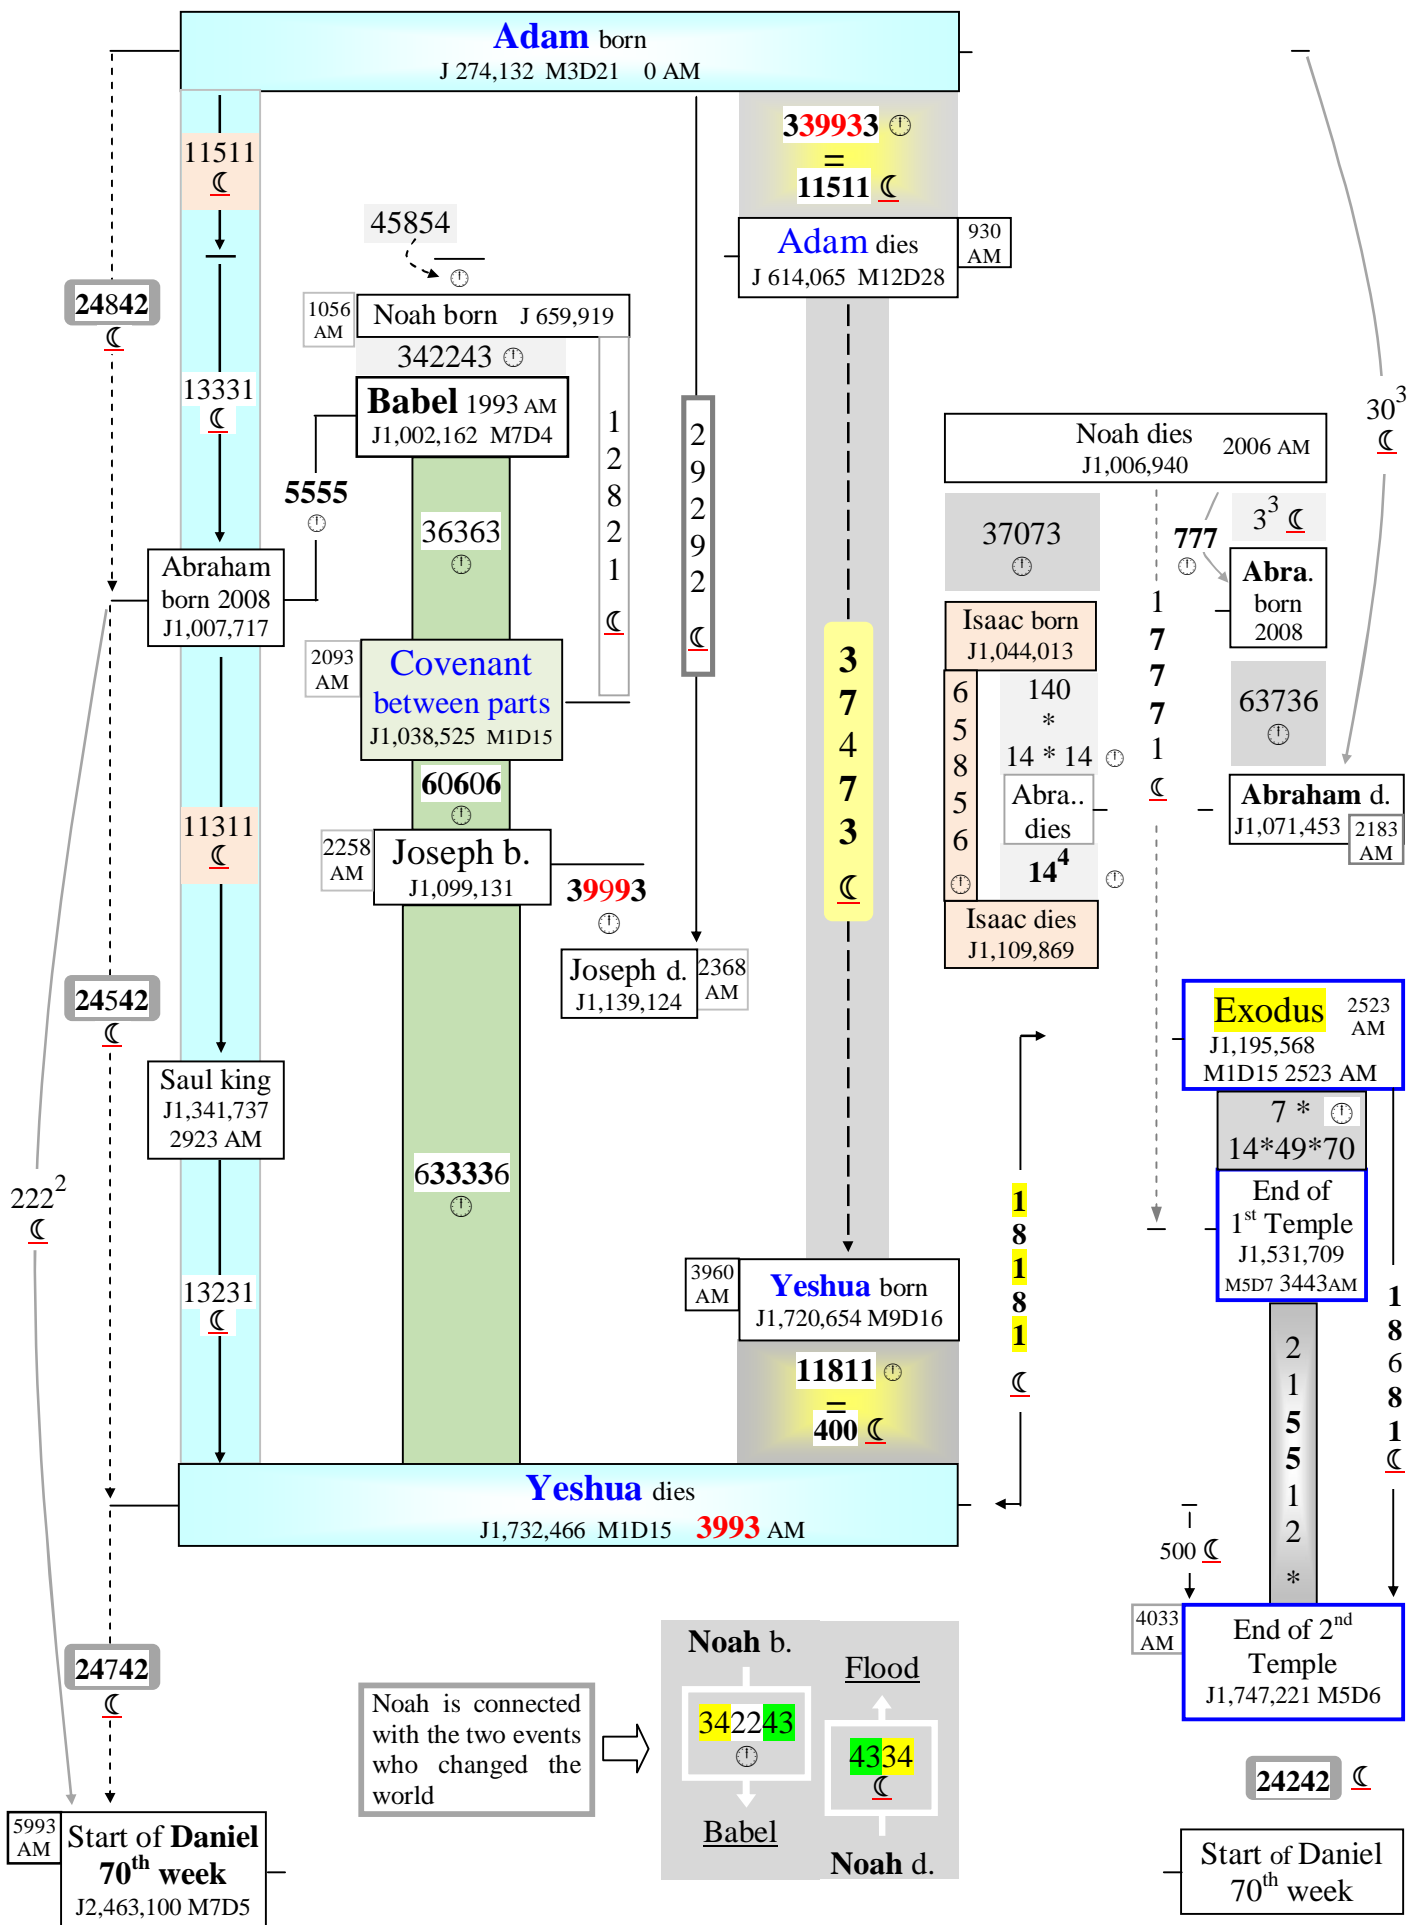 Adam born
J 274,132 M3D21 0 AM
339933
=
11511
11511
Adam dies
J 614,065 M12D28
930
AM
45854
24842
1056
AM
Noah born J 659,919
342243
13331
Babel 1993 AM
J1,002,162 M7D4
30³
Noah dies
J1,006,940
2006 AM
5555
1
2
8
2
1
2
9
2
9
2
36363
37073
777
3³
Abraham
born 2008
J1,007,717
Abra.
born
2008
1
7
7
7
1
Isaac born
J1,044,013
2093
AM
Covenant
between parts
J1,038,525 M1D15
3
7
4
7
3
6
5
8
5
6
140
*
14 * 14
63736
60606
Abra..
dies
Abraham d.
J1,071,453
2183
AM
11311
2258
AM
Joseph b.
J1,099,131
39993
14⁴
Isaac dies
J1,109,869
Joseph d.
J1,139,124
2368
AM
24542
Exodus
2523
AM
J1,195,568
M1D15 2523 AM
Saul king
J1,341,737
2923 AM
7 *
14*49*70
633336
222²
1
8
1
8
1
End of
1st Temple
J1,531,709
M5D7 3443AM
13231
3960
AM
Yeshua born
J1,720,654 M9D16
1
8
6
8
1
11811
=
400
2
1
5
5
1
2
*
Yeshua dies
J1,732,466 M1D15 3993 AM
500
4033
AM
End of 2nd
Temple
J1,747,221 M5D6
24742
Noah is connected
with the two events
who changed the
world
Noah b.
342243
Babel
Flood
4334
Noah d.
24242
5993
AM
Start of Daniel
70th week
J2,463,100 M7D5
Start of Daniel
70th week